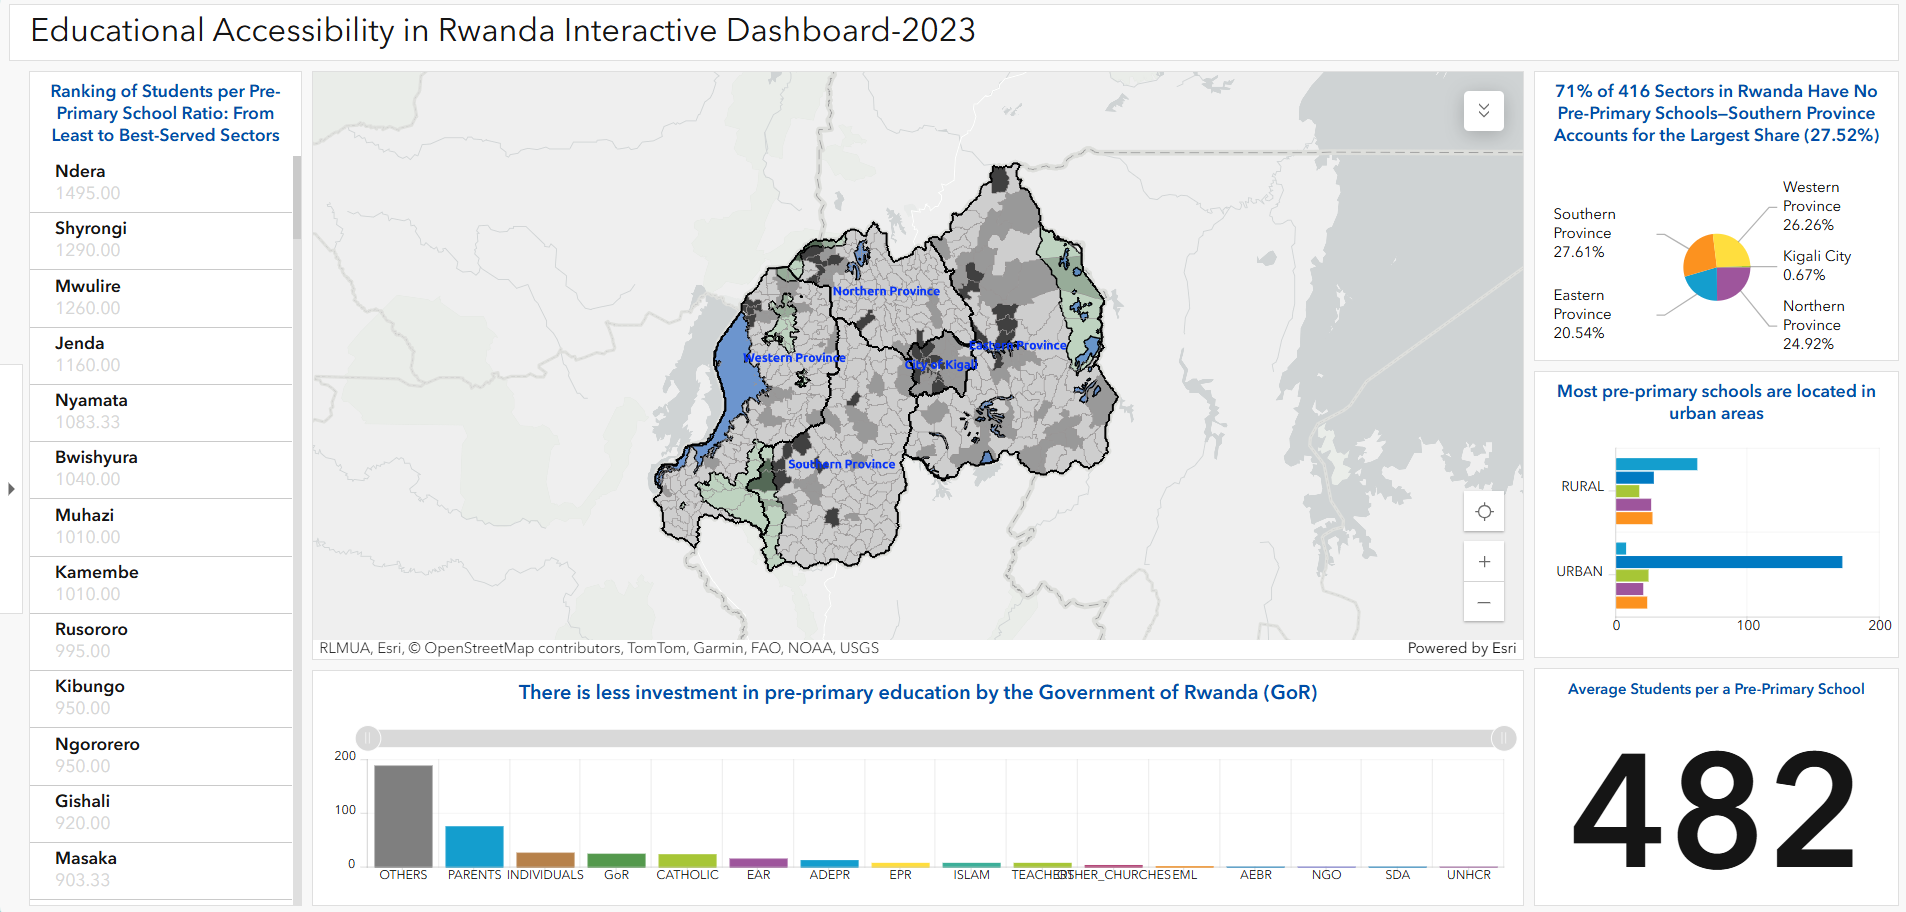 Educational Accessibility in Rwanda Interactive Dashboard-2023
Ranking of Students per Pre-
Primary School Ratio: From
Least to Best-Served Sectors
Ndera
1495.00
Shyrongi
1290.00
Mwulire
1260.00
Jenda
1160.00
Nyamata
1083.33
Bwishyura
1040.00
Muhazi
1010.00
Kamembe
1010.00
Rusororo
995.00
Kibungo
950.00
Ngororero
950.00
Gishali
920.00
Masaka
903.33
Northern Province
Western Province
Eastern Province
City of Kigali
Southern Province
RLMUA, Esri, © OpenStreetMap contributors, TomTom, Garmin, FAO, NOAA, USGS
Powered by Esri
There is less investment in pre-primary education by the Government of Rwanda (GoR)
200
100
0
OTHERS
PARENTS
INDIVIDUALS
GoR
CATHOLIC
EAR
ADEPR
EPR
ISLAM
TEACHERS
OTHER_CHURCHES
EML
AEBR
NGO
SDA
UNHCR
71% of 416 Sectors in Rwanda Have No
Pre-Primary Schools—Southern Province
Accounts for the Largest Share (27.52%)
Western
Province
26.26%
Southern
Province
27.61%
Kigali City
0.67%
Eastern
Province
20.54%
Northern
Province
24.92%
Most pre-primary schools are located in
urban areas
RURAL
URBAN
0
100
200
Average Students per a Pre-Primary School
482